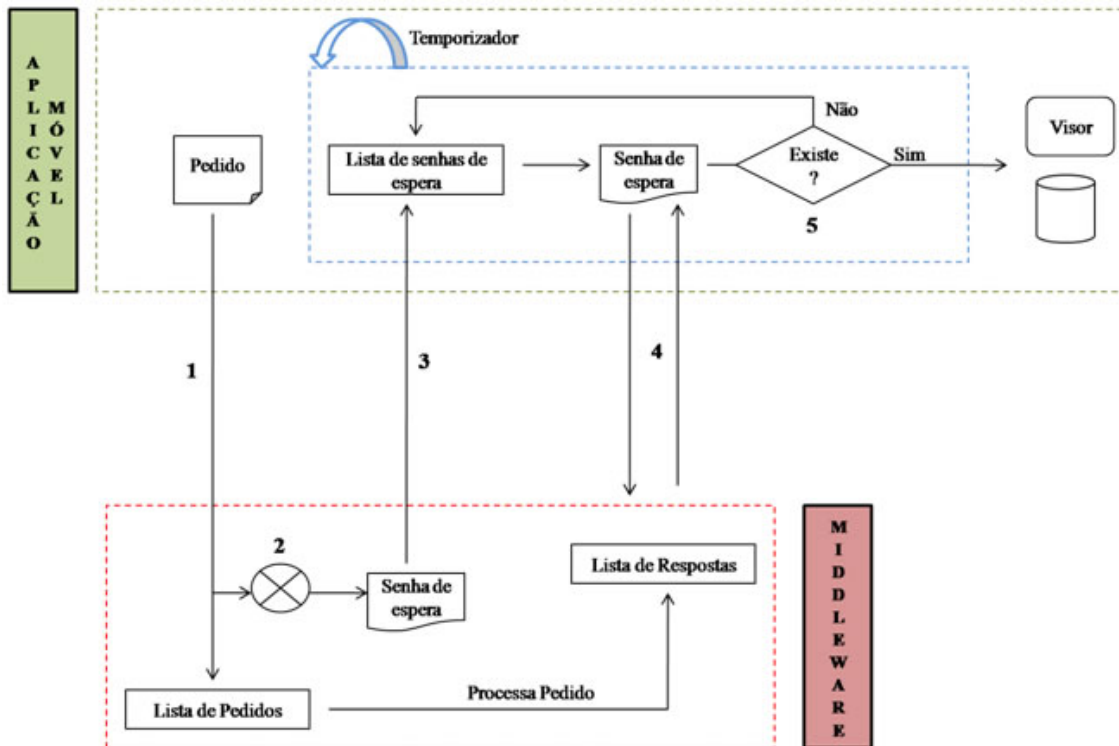 APLICAÇÃO
MÓVEL
Temporizador
Pedido
Lista de senhas de
espera
Senha de
espera
Existe
?
Não
Sim
Visor
5
1
3
4
2
Senha de
espera
Lista de Respostas
Lista de Pedidos
Processa Pedido
MIDDLEWARE